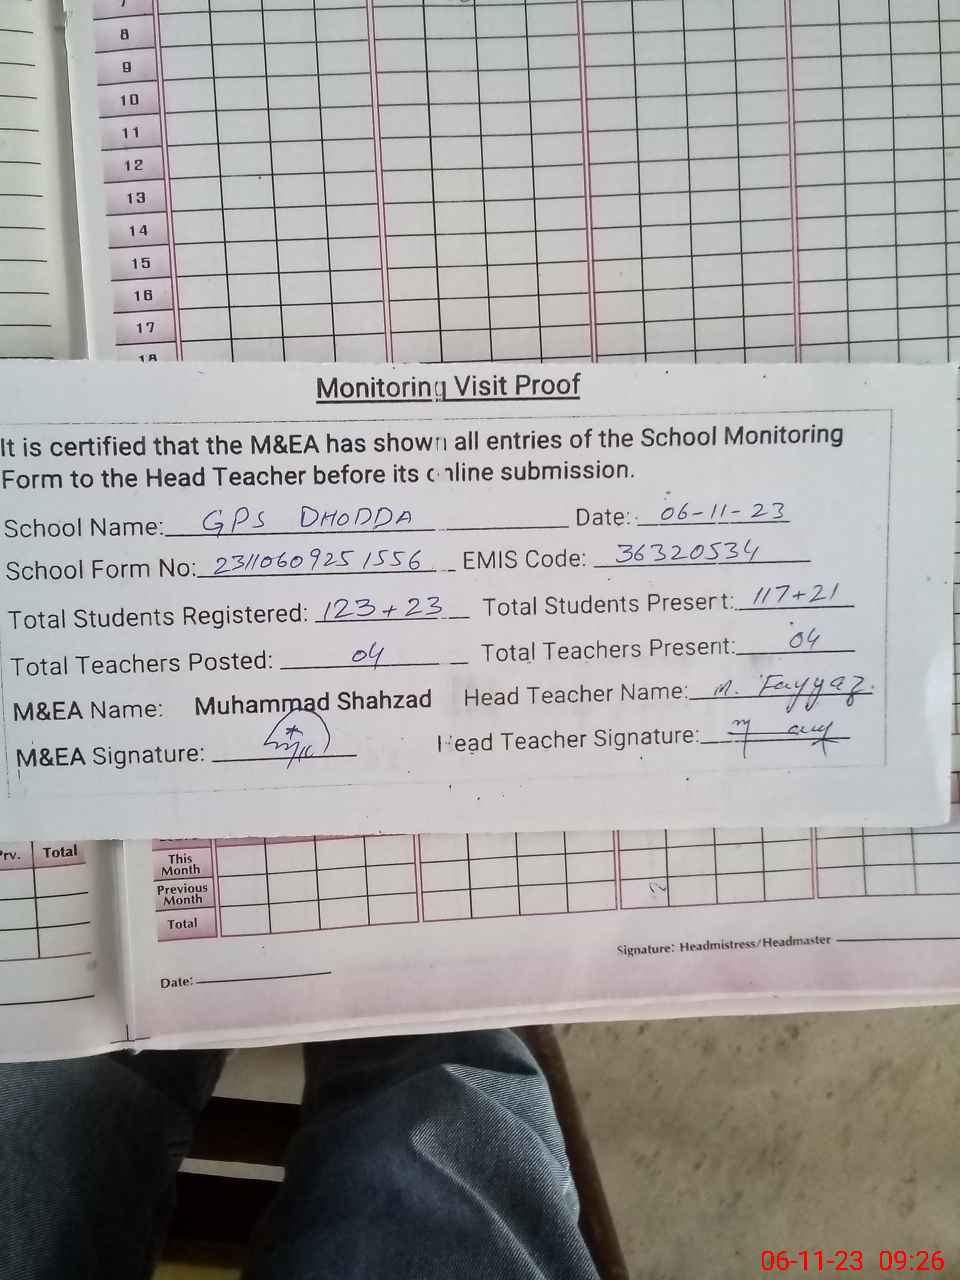 7
8
9
10
11
12
13
14
15
16
17
18
Monitoring Visit Proof
It is certified that the M&EA has shown all entries of the School Monitoring
Form to the Head Teacher before its online submission.
School Name: GPS DHODDA Date: 06-11-23
School Form No: 2311060925 1556 EMIS Code: 36320534
Total Students Registered: 123+23 Total Students Present: 117+21
Total Teachers Posted: 04 Total Teachers Present: 04
M&EA Name: Muhammad Shahzad Head Teacher Name: M. Fayyaz.
M&EA Signature: Head Teacher Signature:
Prv. Total
This
Month
Previous
Month
Total
Signature: Headmistress/Headmaster
Date:
06-11-23 09:26